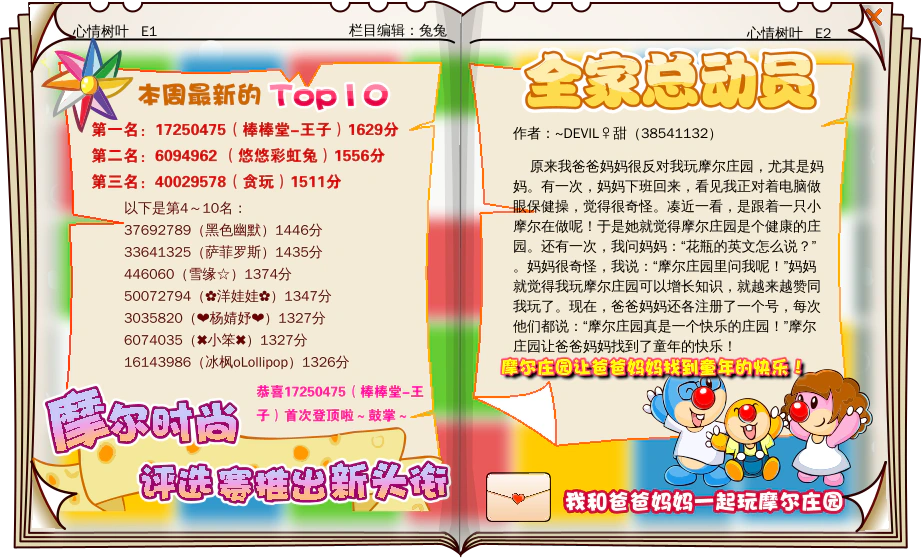 心情树叶 E1
栏目编辑：兔兔
本周最新的 Top10
第一名：17250475（棒棒堂-王子）1629分
第二名：6094962 （悠悠彩虹兔）1556分
第三名：40029578（贪玩）1511分
以下是第4～10名：
37692789（黑色幽默）1446分
33641325（萨菲罗斯）1435分
446060（雪缘☆）1374分
50072794（✿洋娃娃✿）1347分
3035820（❤杨婧妤❤）1327分
6074035（✖小笨✖）1327分
16143986（冰枫oLollipop）1326分
恭喜17250475（棒棒堂-王
子）首次登顶啦～鼓掌～
摩尔时尚
评选赛推出新头衔
心情树叶 E2
全家总动员
作者：~DEVIL♀甜（38541132）
原来我爸爸妈妈很反对我玩摩尔庄园，尤其是妈
妈。有一次，妈妈下班回来，看见我正对着电脑做
眼保健操，觉得很奇怪。凑近一看，是跟着一只小
摩尔在做呢！于是她就觉得摩尔庄园是个健康的庄
园。还有一次，我问妈妈：“花瓶的英文怎么说？”
。妈妈很奇怪，我说：“摩尔庄园里问我呢！”妈妈
就觉得我玩摩尔庄园可以增长知识，就越来越赞同
我玩了。现在，爸爸妈妈还各注册了一个号，每次
他们都说：“摩尔庄园真是一个快乐的庄园！”摩尔
庄园让爸爸妈妈找到了童年的快乐！
摩尔庄园让爸爸妈妈找到童年的快乐！
我和爸爸妈妈一起玩摩尔庄园